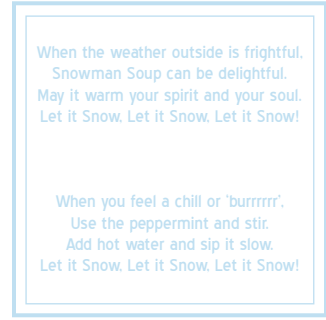 When the weather outside is frightful,
Snowman Soup can be delightful.
May it warm your spirit and your soul.
Let it Snow, Let it Snow, Let it Snow!
When you feel a chill or 'burrrrrr',
Use the peppermint and stir.
Add hot water and sip it slow.
Let it Snow, Let it Snow, Let it Snow!